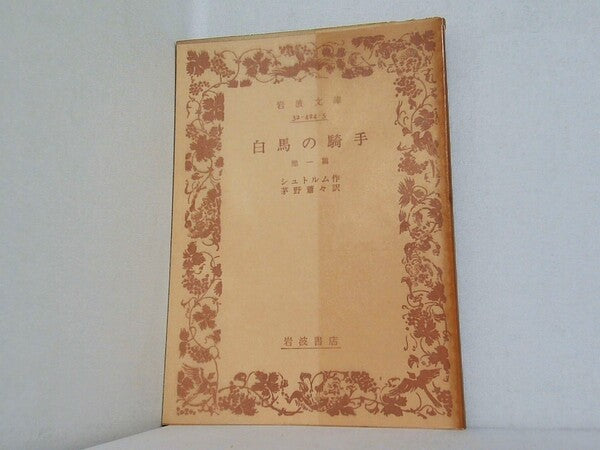 岩波文庫
32-424-5
白馬の騎手
他一篇
シュトルム作
茅野蕭々訳
岩波書店